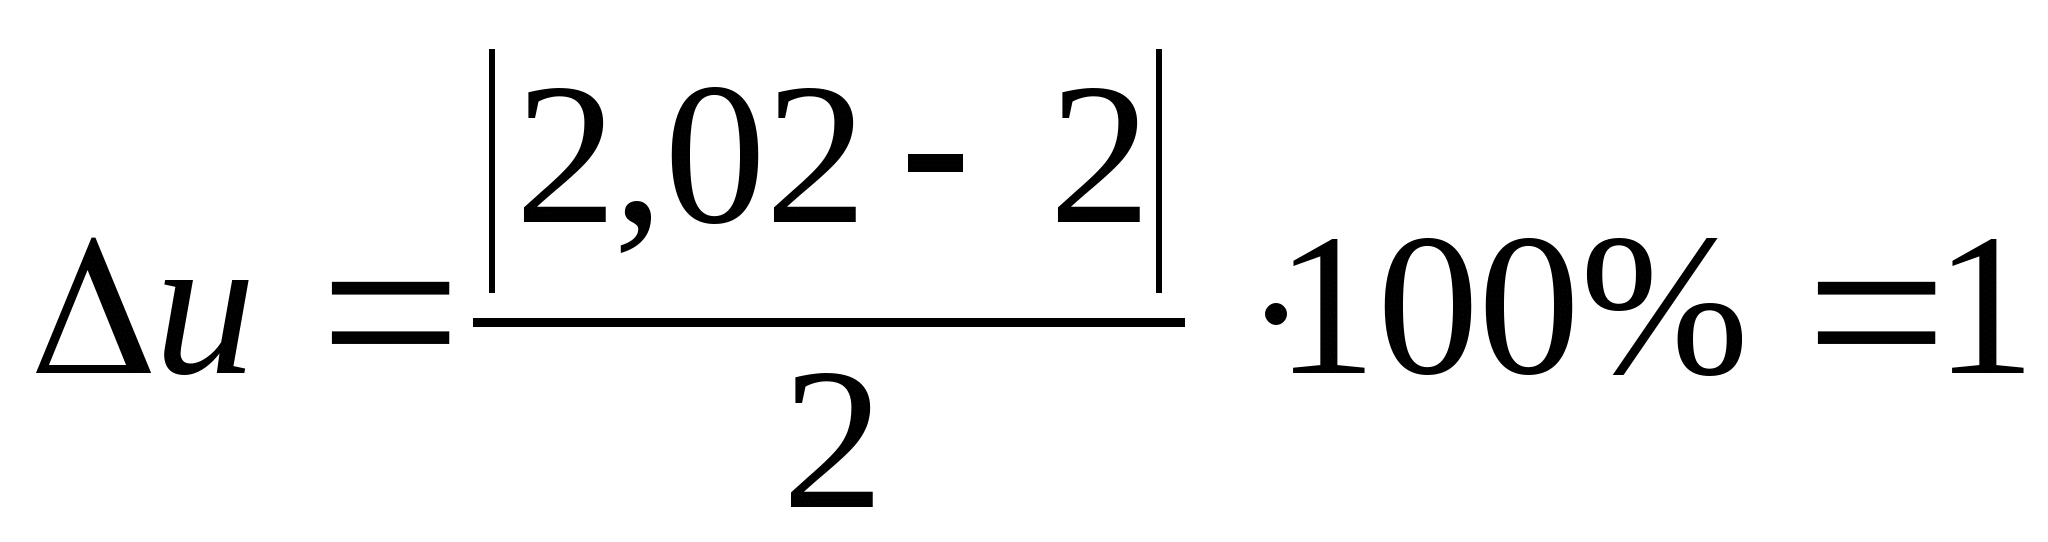 Δu = |2,02 - 2| / 2 ·100% =1